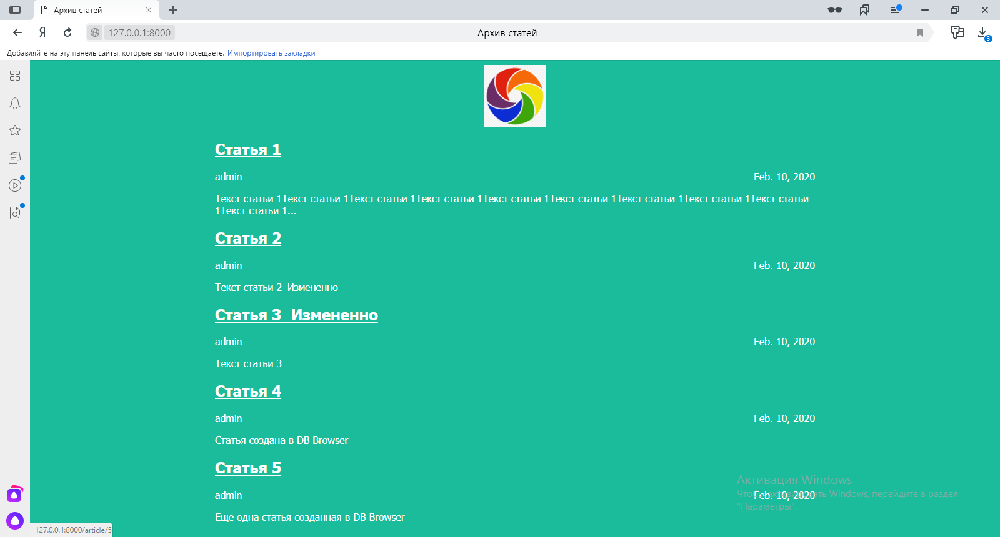 Архив статей
Я
127.0.0.1:8000
Архив статей
3
Добавляйте на эту панель сайты, которые вы часто посещаете. Импортировать закладки
Статья 1
admin Feb. 10, 2020
Текст статьи 1Текст статьи 1Текст статьи 1Текст статьи 1Текст статьи 1Текст статьи 1Текст статьи 1Текст статьи 1Текст статьи
1Текст статьи 1...
Статья 2
admin Feb. 10, 2020
Текст статьи 2_Измененно
Статья 3_Измененно
admin Feb. 10, 2020
Текст статьи 3
Статья 4
admin Feb. 10, 2020
Статья создана в DB Browser
Статья 5
Активация Windows
admin Feb. 10, 2020
Чтобы активировать Windows, перейдите в раздел
"Параметры".
Еще одна статья созданная в DB Browser
127.0.0.1:8000/article/5